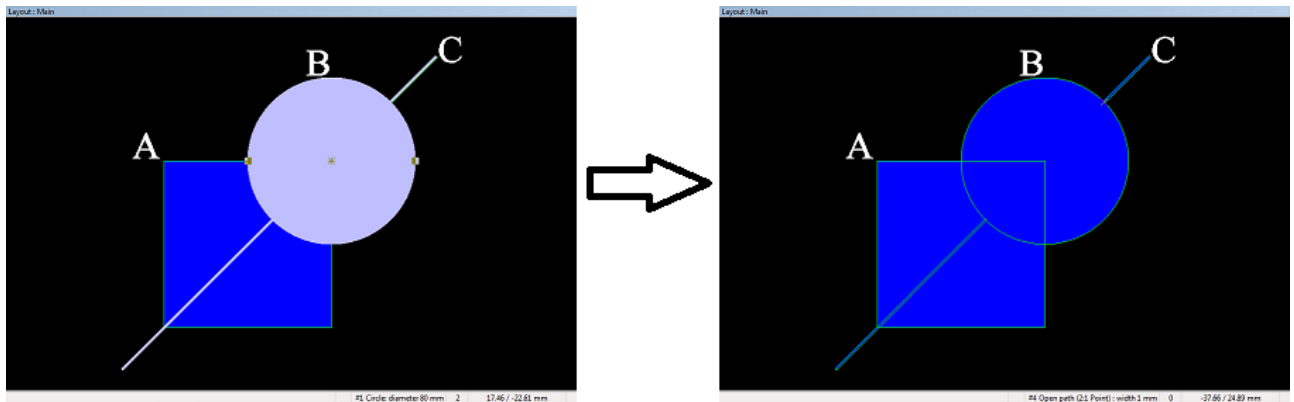 Layout: Main
C
B
A
#1 Circle: diameter 80 mm 2 17.46 / -22.61 mm
Layout: Main
C
B
A
#4 Open path (2:1 Point) : width 1 mm 0 -37.66 / 24.89 mm